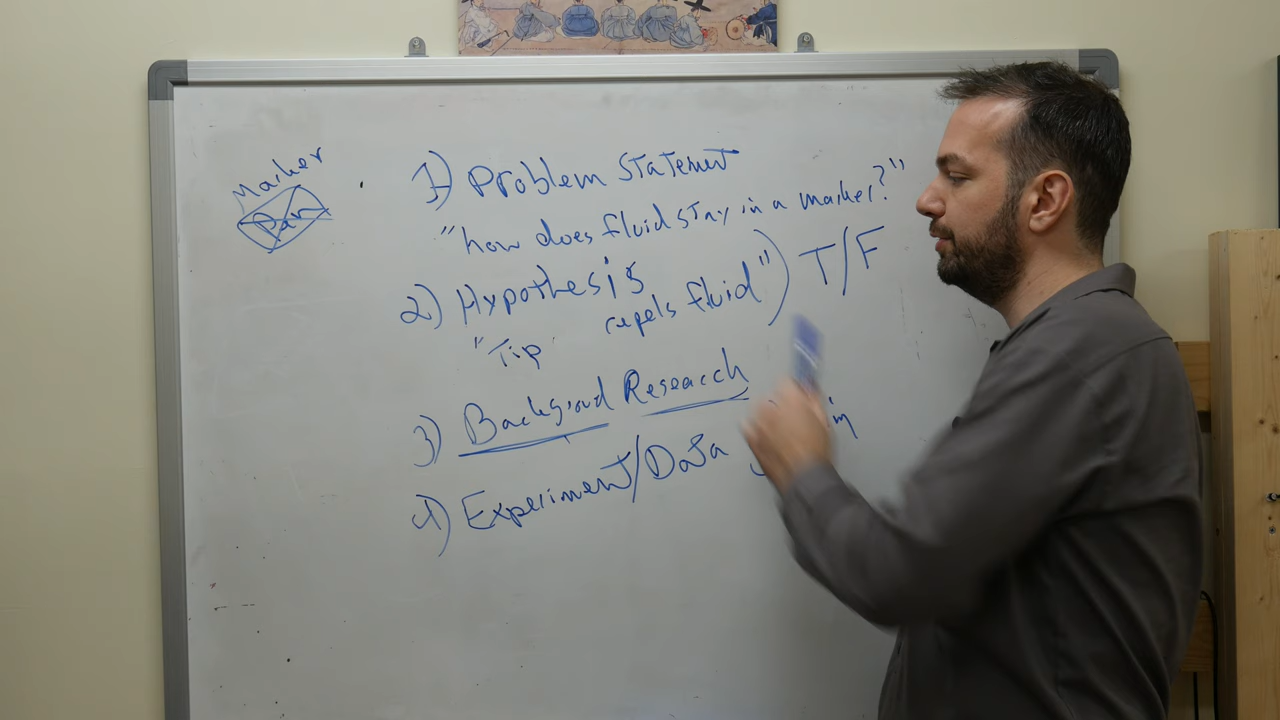 Marker
Pen
1) Problem Statement
"how does fluid stay in a marker?"
2) Hypothesis
"Tip repels fluid") T/F
3) Backgroud Research
4) Experiment/Data